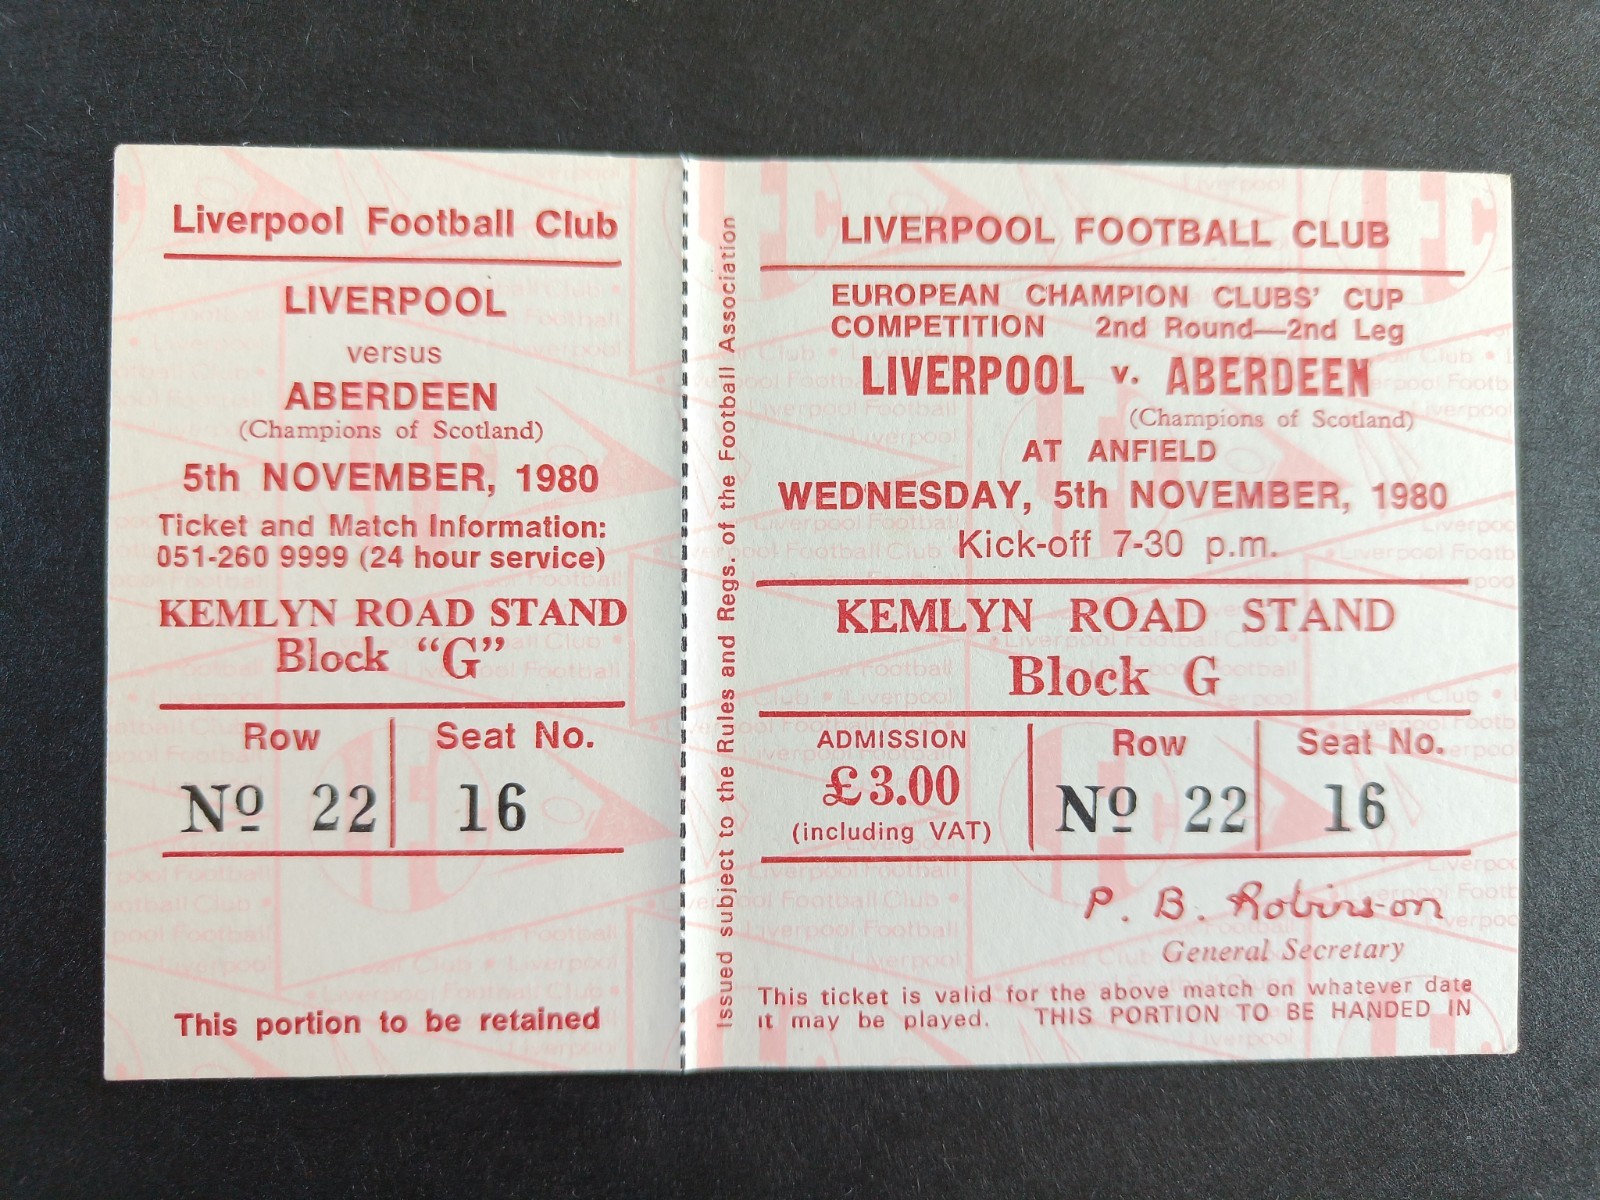 Liverpool Football Club
LIVERPOOL
versus
ABERDEEN
(Champions of Scotland)
5th NOVEMBER, 1980
Ticket and Match Information:
051-260 9999 (24 hour service)
KEMLYN ROAD STAND
Block “G”
Row Seat No.
Nº 22 16
This portion to be retained
Issued subject to the Rules and Regs. of the Football Association
LIVERPOOL FOOTBALL CLUB
EUROPEAN CHAMPION CLUBS’ CUP
COMPETITION 2nd Round—2nd Leg
LIVERPOOL v. ABERDEEN
(Champions of Scotland)
AT ANFIELD
WEDNESDAY, 5th NOVEMBER, 1980
Kick-off 7-30 p.m.
KEMLYN ROAD STAND
Block G
ADMISSION Row Seat No.
£3.00 Nº 22 16
(including VAT)
P. B. Robinson
General Secretary
This ticket is valid for the above match on whatever date
it may be played. THIS PORTION TO BE HANDED IN